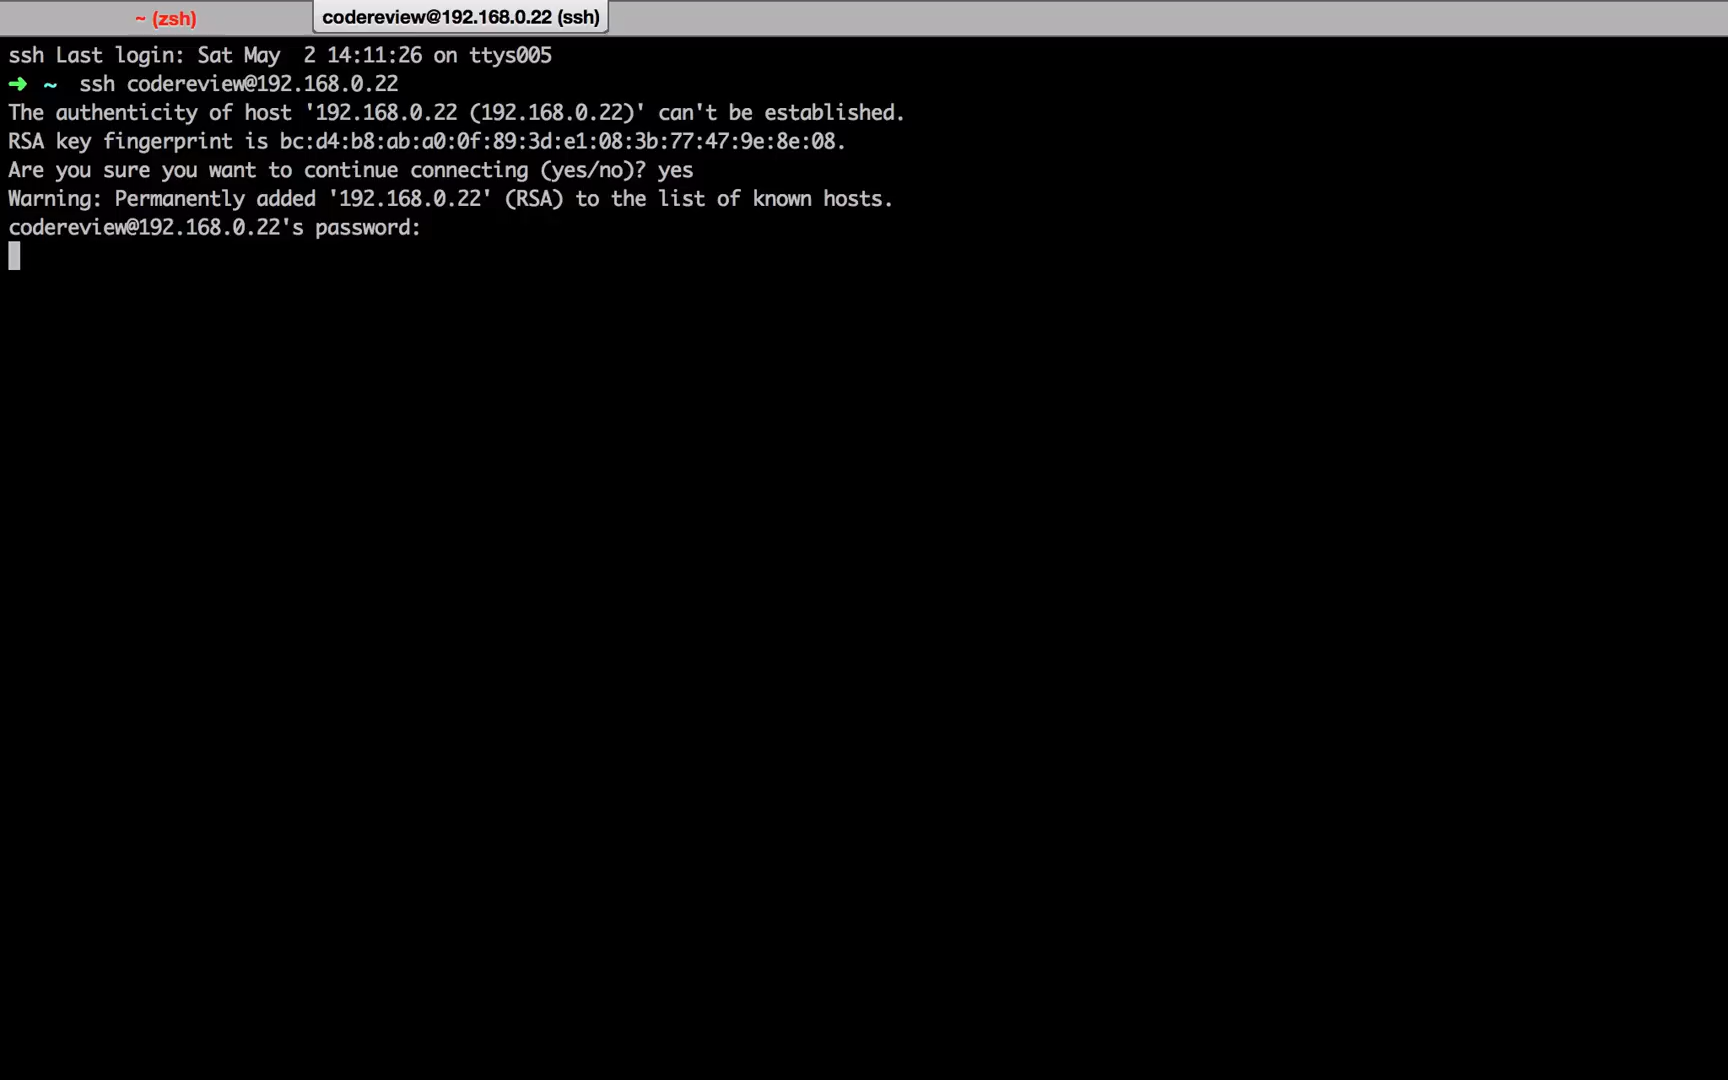 ~ (zsh)
codereview@192.168.0.22 (ssh)
ssh Last login: Sat May  2 14:11:26 on ttys005
➜  ~  ssh codereview@192.168.0.22
The authenticity of host '192.168.0.22 (192.168.0.22)' can't be established.
RSA key fingerprint is bc:d4:b8:ab:a0:0f:89:3d:e1:08:3b:77:47:9e:8e:08.
Are you sure you want to continue connecting (yes/no)? yes
Warning: Permanently added '192.168.0.22' (RSA) to the list of known hosts.
codereview@192.168.0.22's password: